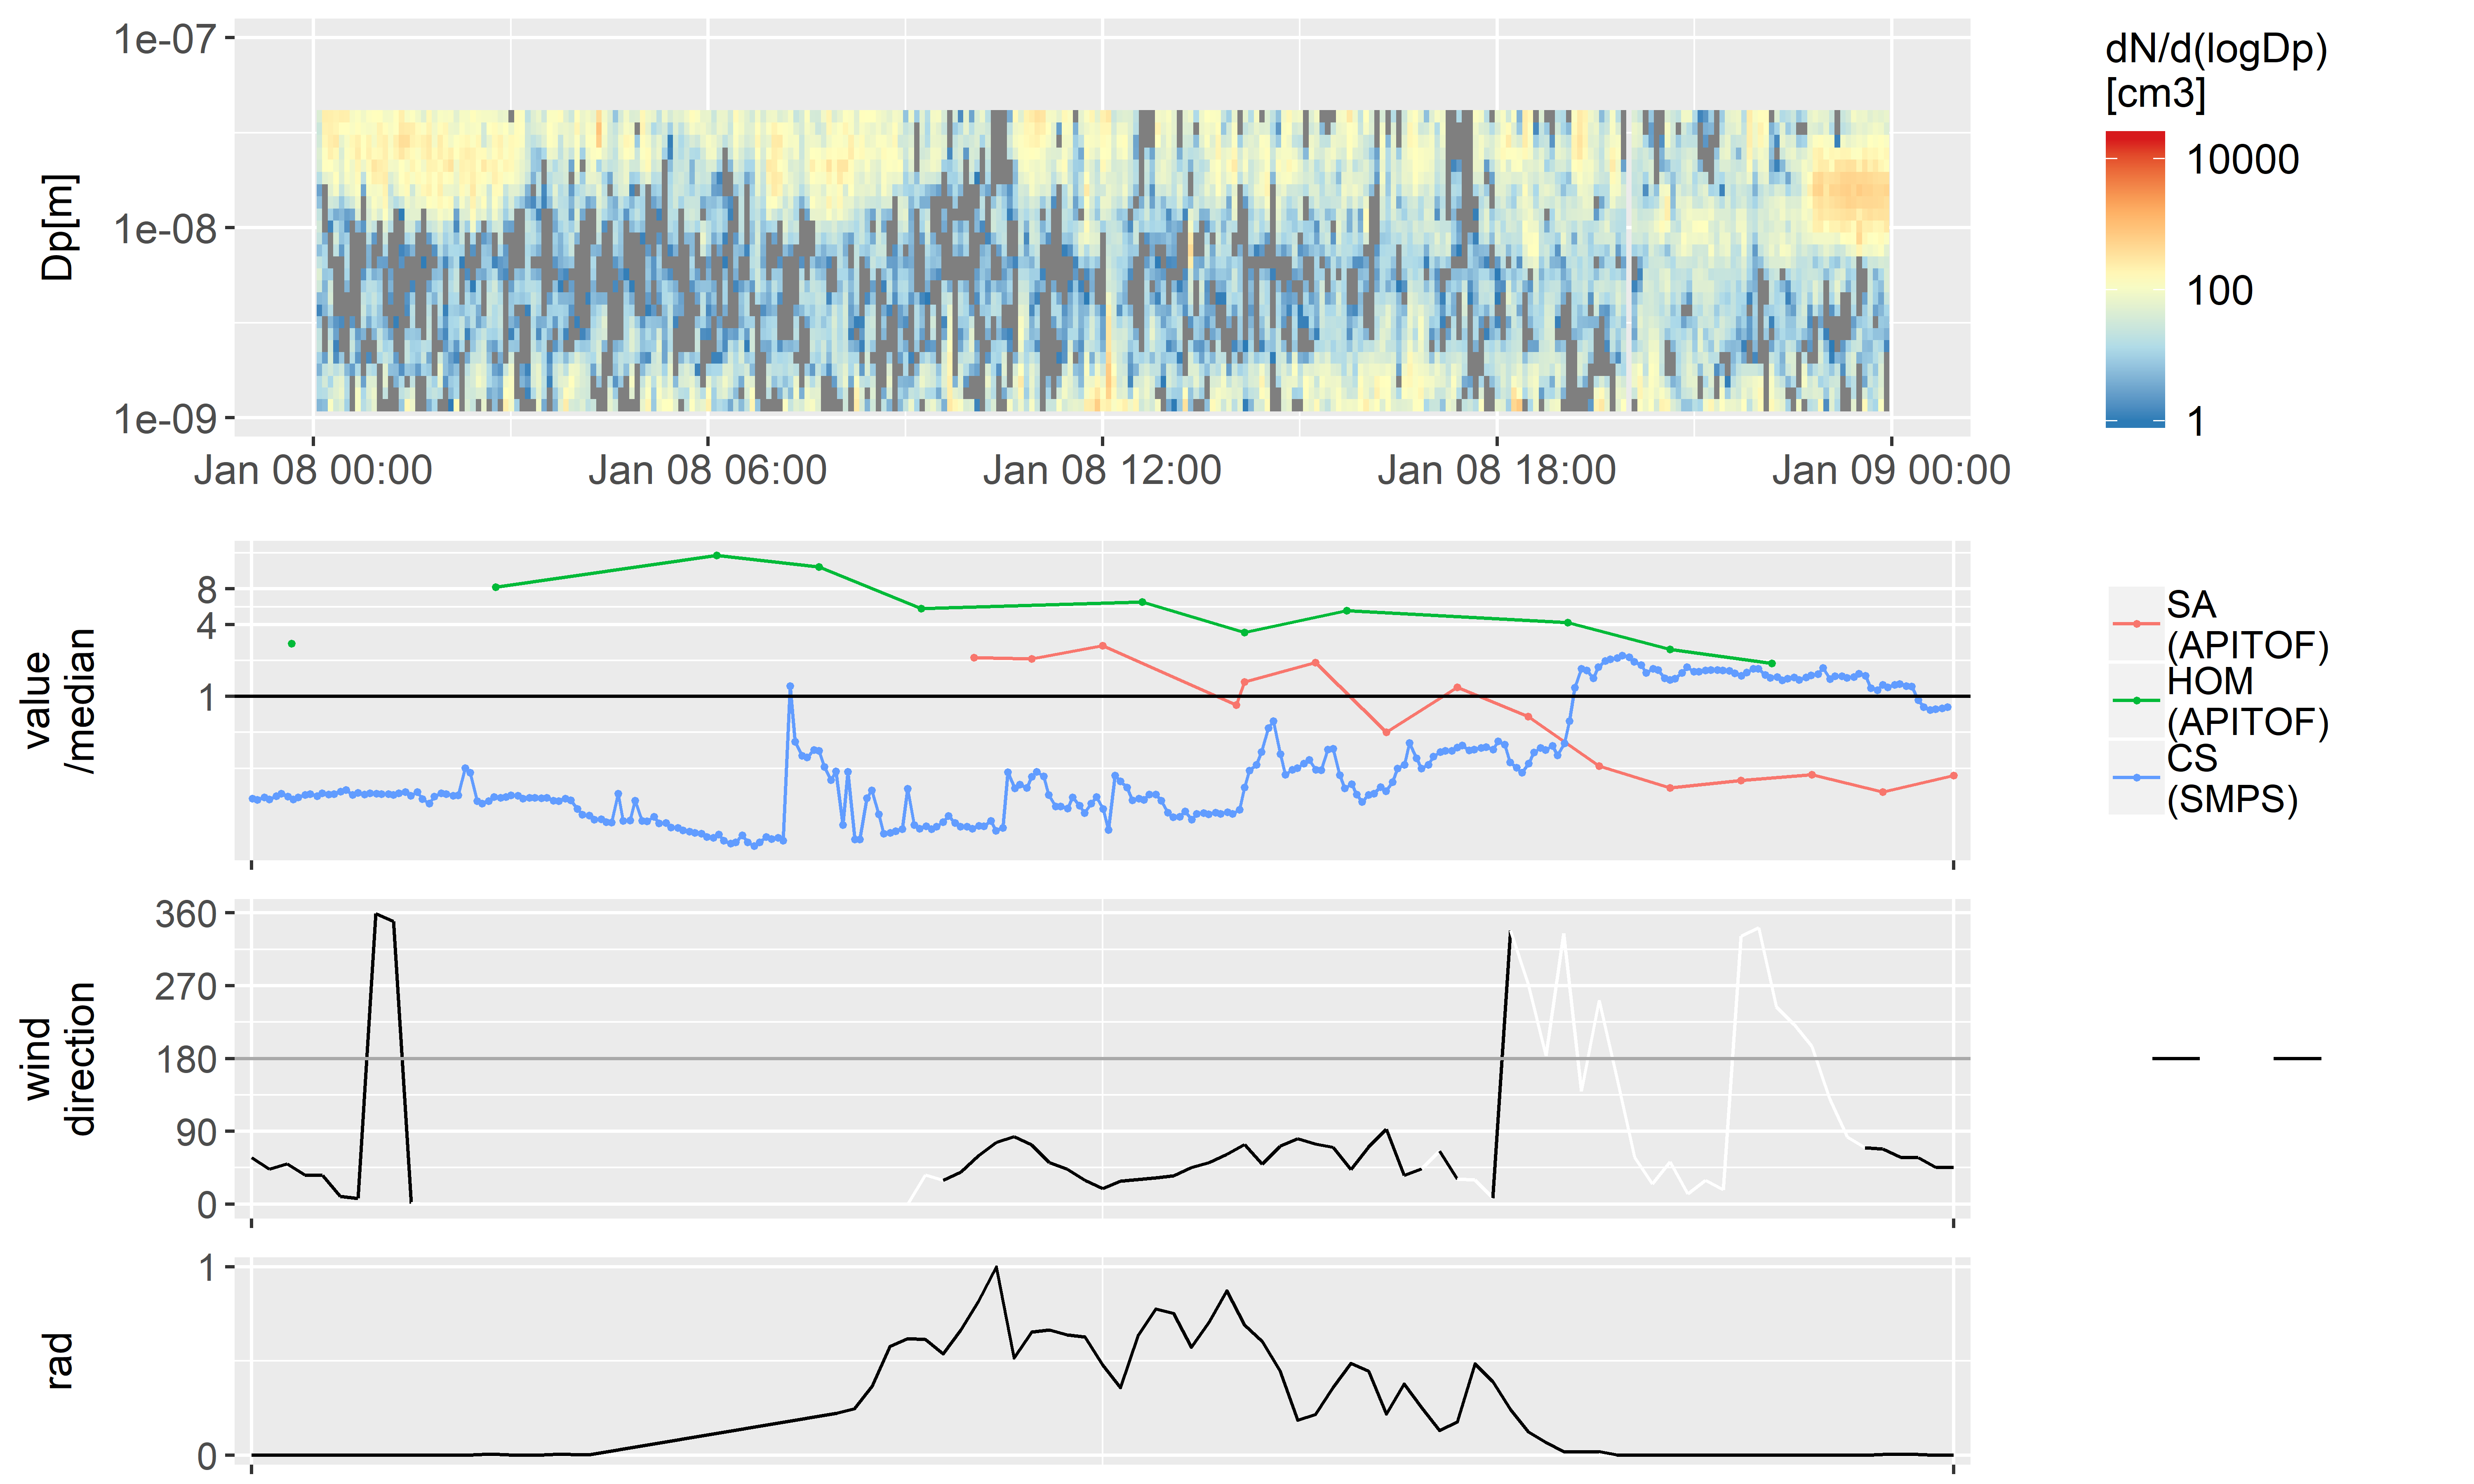 1e-07
1e-08
1e-09
Dp[m]
Jan 08 00:00
Jan 08 06:00
Jan 08 12:00
Jan 08 18:00
Jan 09 00:00
dN/d(logDp)
[cm3]
10000
100
1
8
4
1
value
/median
SA
(APITOF)
HOM
(APITOF)
CS
(SMPS)
360
270
180
90
0
wind
direction
1
0
rad